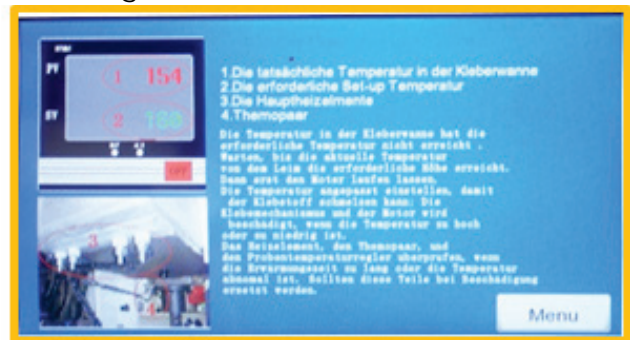 PV
1 154
SV
2 160
OFF
3
4
1.Die tatsächliche Temperatur in der Kleberwanne
2.Die erforderliche Set-up Temperatur
3.Die Hauptheizelmente
4.Themopaar
Die Temperatur in der Kleberwanne hat die
erforderliche Temperatur nicht erreicht .
Warten, bis die aktuelle Temperatur
von dem Leim die erforderliche Höhe erreicht.
Dann erst den Motor laufen lassen.
Die Temperatur angepasst einstellen, damit
der Klebstoff schmelzen kann: Die
Klebemechanismus und der Motor wird
beschädigt, wenn die Temperatur zu hoch
oder zu niedrig ist.
Das Heizelement, den Themopaar, und
den Probentemperaturregler uberprufen, wenn
die Erwarmungszeit zu lang oder die Temperatur
abnomal ist. Sollten diese Teile bei Beschädigung
ersetzt werden.
Menu